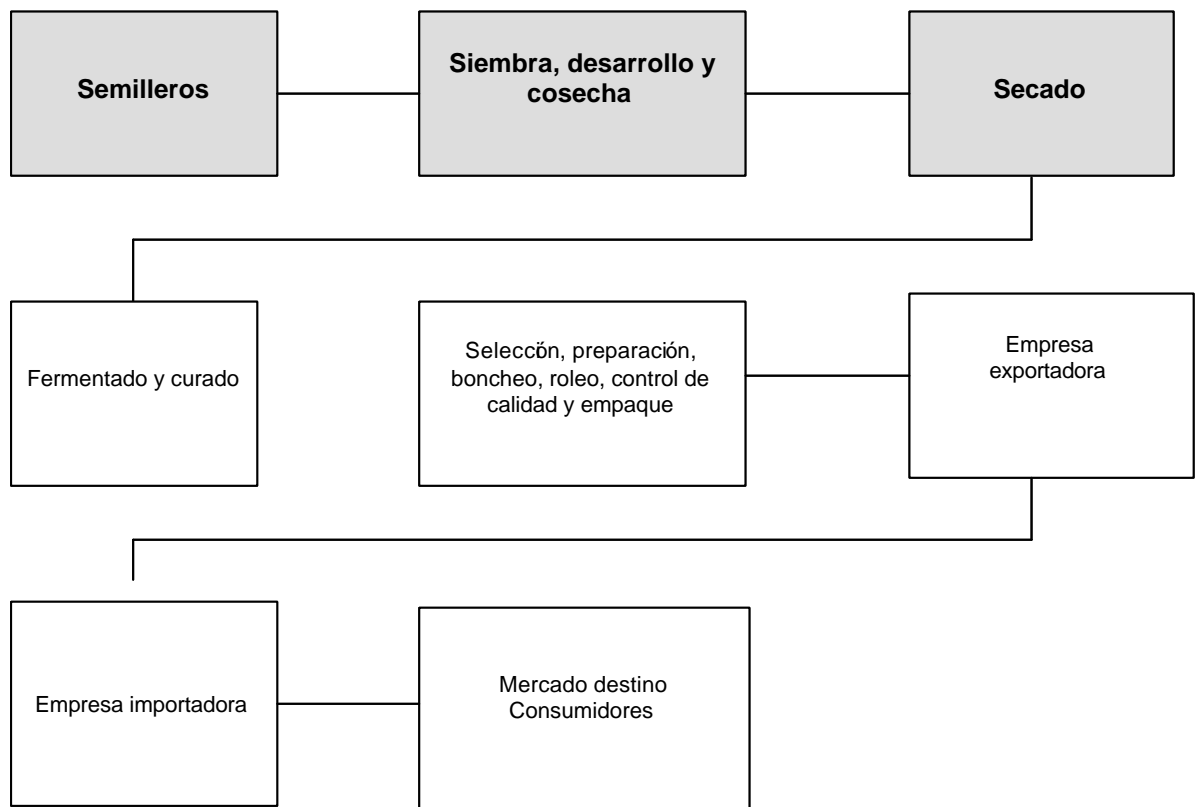 Semilleros
Siembra, desarrollo y
cosecha
Secado
Fermentado y curado
Selección, preparación,
boncheo, roleo, control de
calidad y empaque
Empresa
exportadora
Empresa importadora
Mercado destino
Consumidores